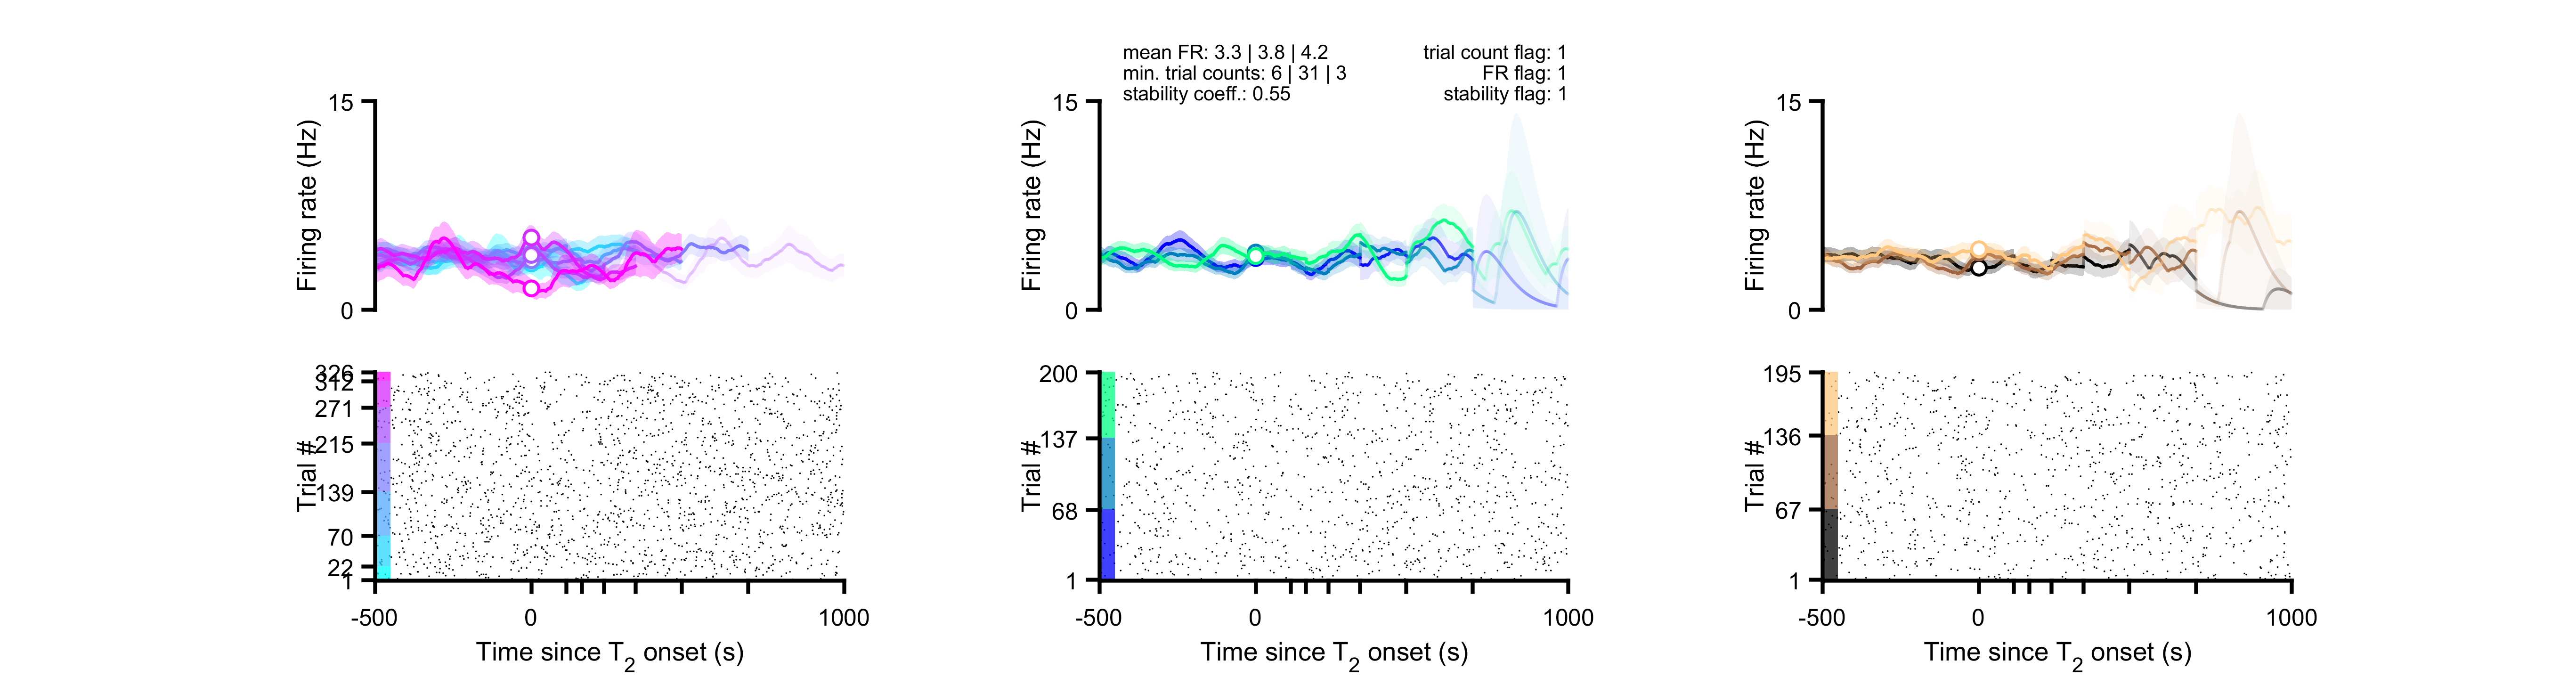 mean FR: 3.3 | 3.8 | 4.2
min. trial counts: 6 | 31 | 3
stability coeff.: 0.55
trial count flag: 1
FR flag: 1
stability flag: 1
15
Firing rate (Hz)
0
15
Firing rate (Hz)
0
15
Firing rate (Hz)
0
326
312
271
215
139
70
22
1
Trial #
-500
0
1000
Time since T2 onset (s)
200
137
68
1
Trial #
-500
0
1000
Time since T2 onset (s)
195
136
67
1
Trial #
-500
0
1000
Time since T2 onset (s)